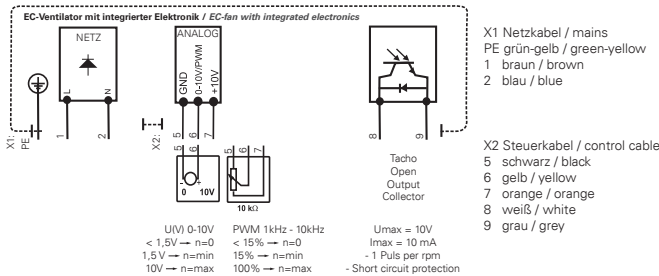 EC-Ventilator mit integrierter Elektronik / EC-fan with integrated electronics
NETZ
ANALOG
GND
0-10V/PWM
+10V
L
N
X1:
PE
1
2
X2:
5
6
7
8
9
5
6
5
6
7
- +
0 10V
10 kΩ
Tacho
Open
Output
Collector
U(V) 0-10V
< 1,5V → n=0
1,5 V → n=min
10V → n=max
PWM 1kHz - 10kHz
< 15% → n=0
15% → n=min
100% → n=max
Umax = 10V
Imax = 10 mA
- 1 Puls per rpm
- Short circuit protection
X1 Netzkabel / mains
PE grün-gelb / green-yellow
1 braun / brown
2 blau / blue
X2 Steuerkabel / control cable
5 schwarz / black
6 gelb / yellow
7 orange / orange
8 weiß / white
9 grau / grey